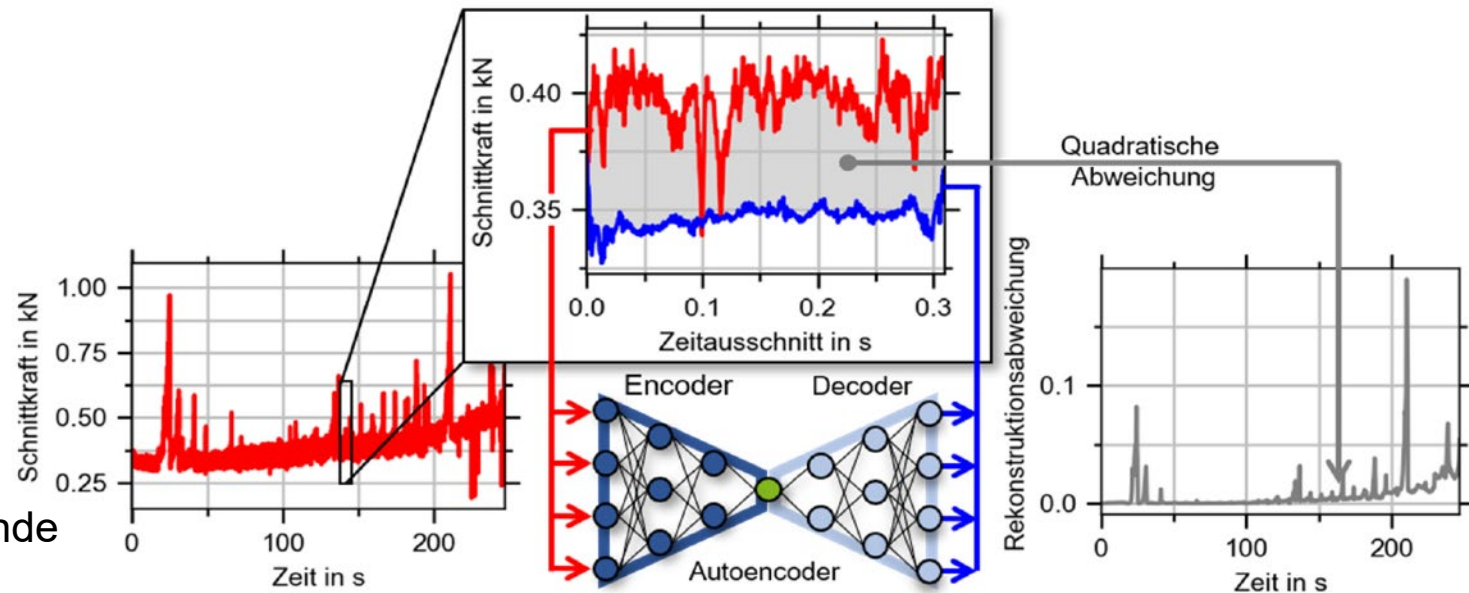 Schnittkraft in kN
0.40
0.35
0.0
0.1
0.2
0.3
Zeitausschnitt in s
Quadratische
Abweichung
Schnittkraft in kN
1.00
0.75
0.50
0.25
0
100
200
Zeit in s
nde
Encoder
Decoder
Autoencoder
Rekonstruktionsabweichung
0.1
0.0
0
100
200
Zeit in s